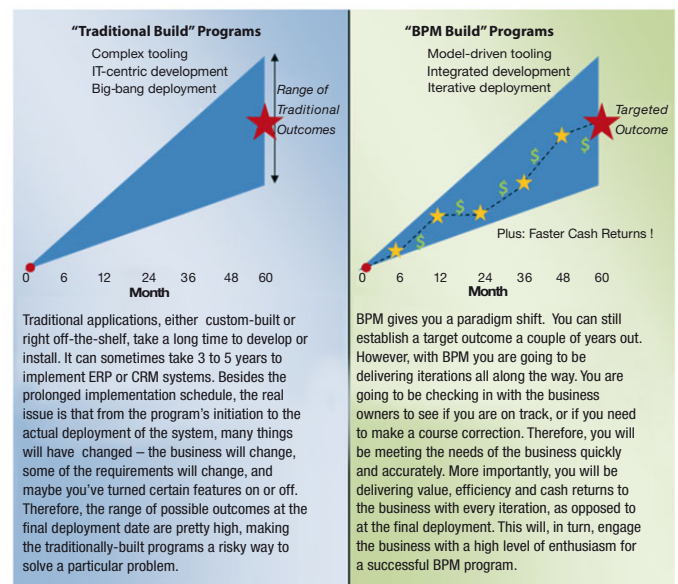 “Traditional Build” Programs
Complex tooling
IT-centric development
Big-bang deployment
Range of
Traditional
Outcomes
0 6 12 24 36 48 60
Month
Traditional applications, either custom-built or
right off-the-shelf, take a long time to develop or
install. It can sometimes take 3 to 5 years to
implement ERP or CRM systems. Besides the
prolonged implementation schedule, the real
issue is that from the program’s initiation to the
actual deployment of the system, many things
will have changed – the business will change,
some of the requirements will change, and
maybe you’ve turned certain features on or off.
Therefore, the range of possible outcomes at the
final deployment date are pretty high, making
the traditionally-built programs a risky way to
solve a particular problem.
“BPM Build” Programs
Model-driven tooling
Integrated development
Iterative deployment
Targeted
Outcome
$
$
$
$
$
Plus: Faster Cash Returns !
0 6 12 24 36 48 60
Month
BPM gives you a paradigm shift. You can still
establish a target outcome a couple of years out.
However, with BPM you are going to be
delivering iterations all along the way. You are
going to be checking in with the business
owners to see if you are on track, or if you need
to make a course correction. Therefore, you will
be meeting the needs of the business quickly
and accurately. More importantly, you will be
delivering value, efficiency and cash returns to
the business with every iteration, as opposed to
at the final deployment. This will, in turn, engage
the business with a high level of enthusiasm for
a successful BPM program.